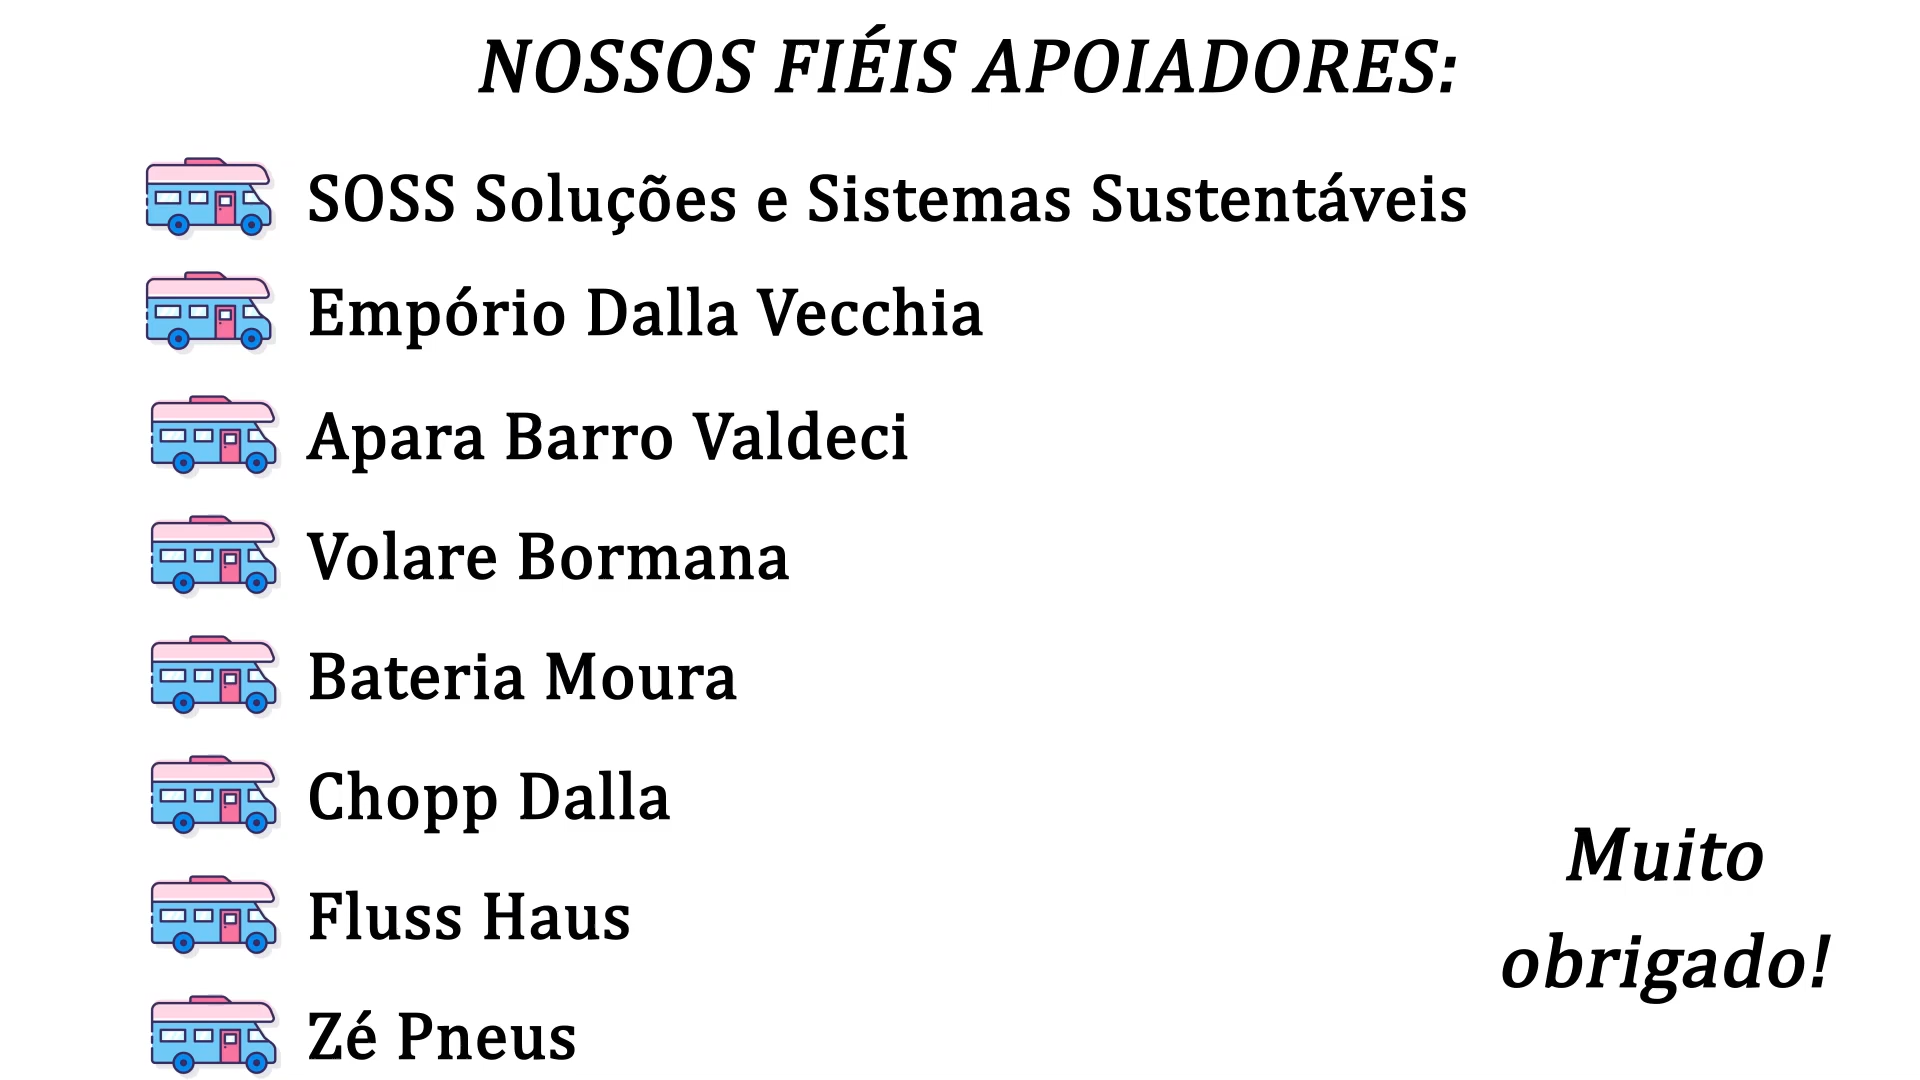 NOSSOS FIÉIS APOIADORES:
SOSS Soluções e Sistemas Sustentáveis
Empório Dalla Vecchia
Apara Barro Valdeci
Volare Bormana
Bateria Moura
Chopp Dalla
Fluss Haus
Zé Pneus
Muito
obrigado!